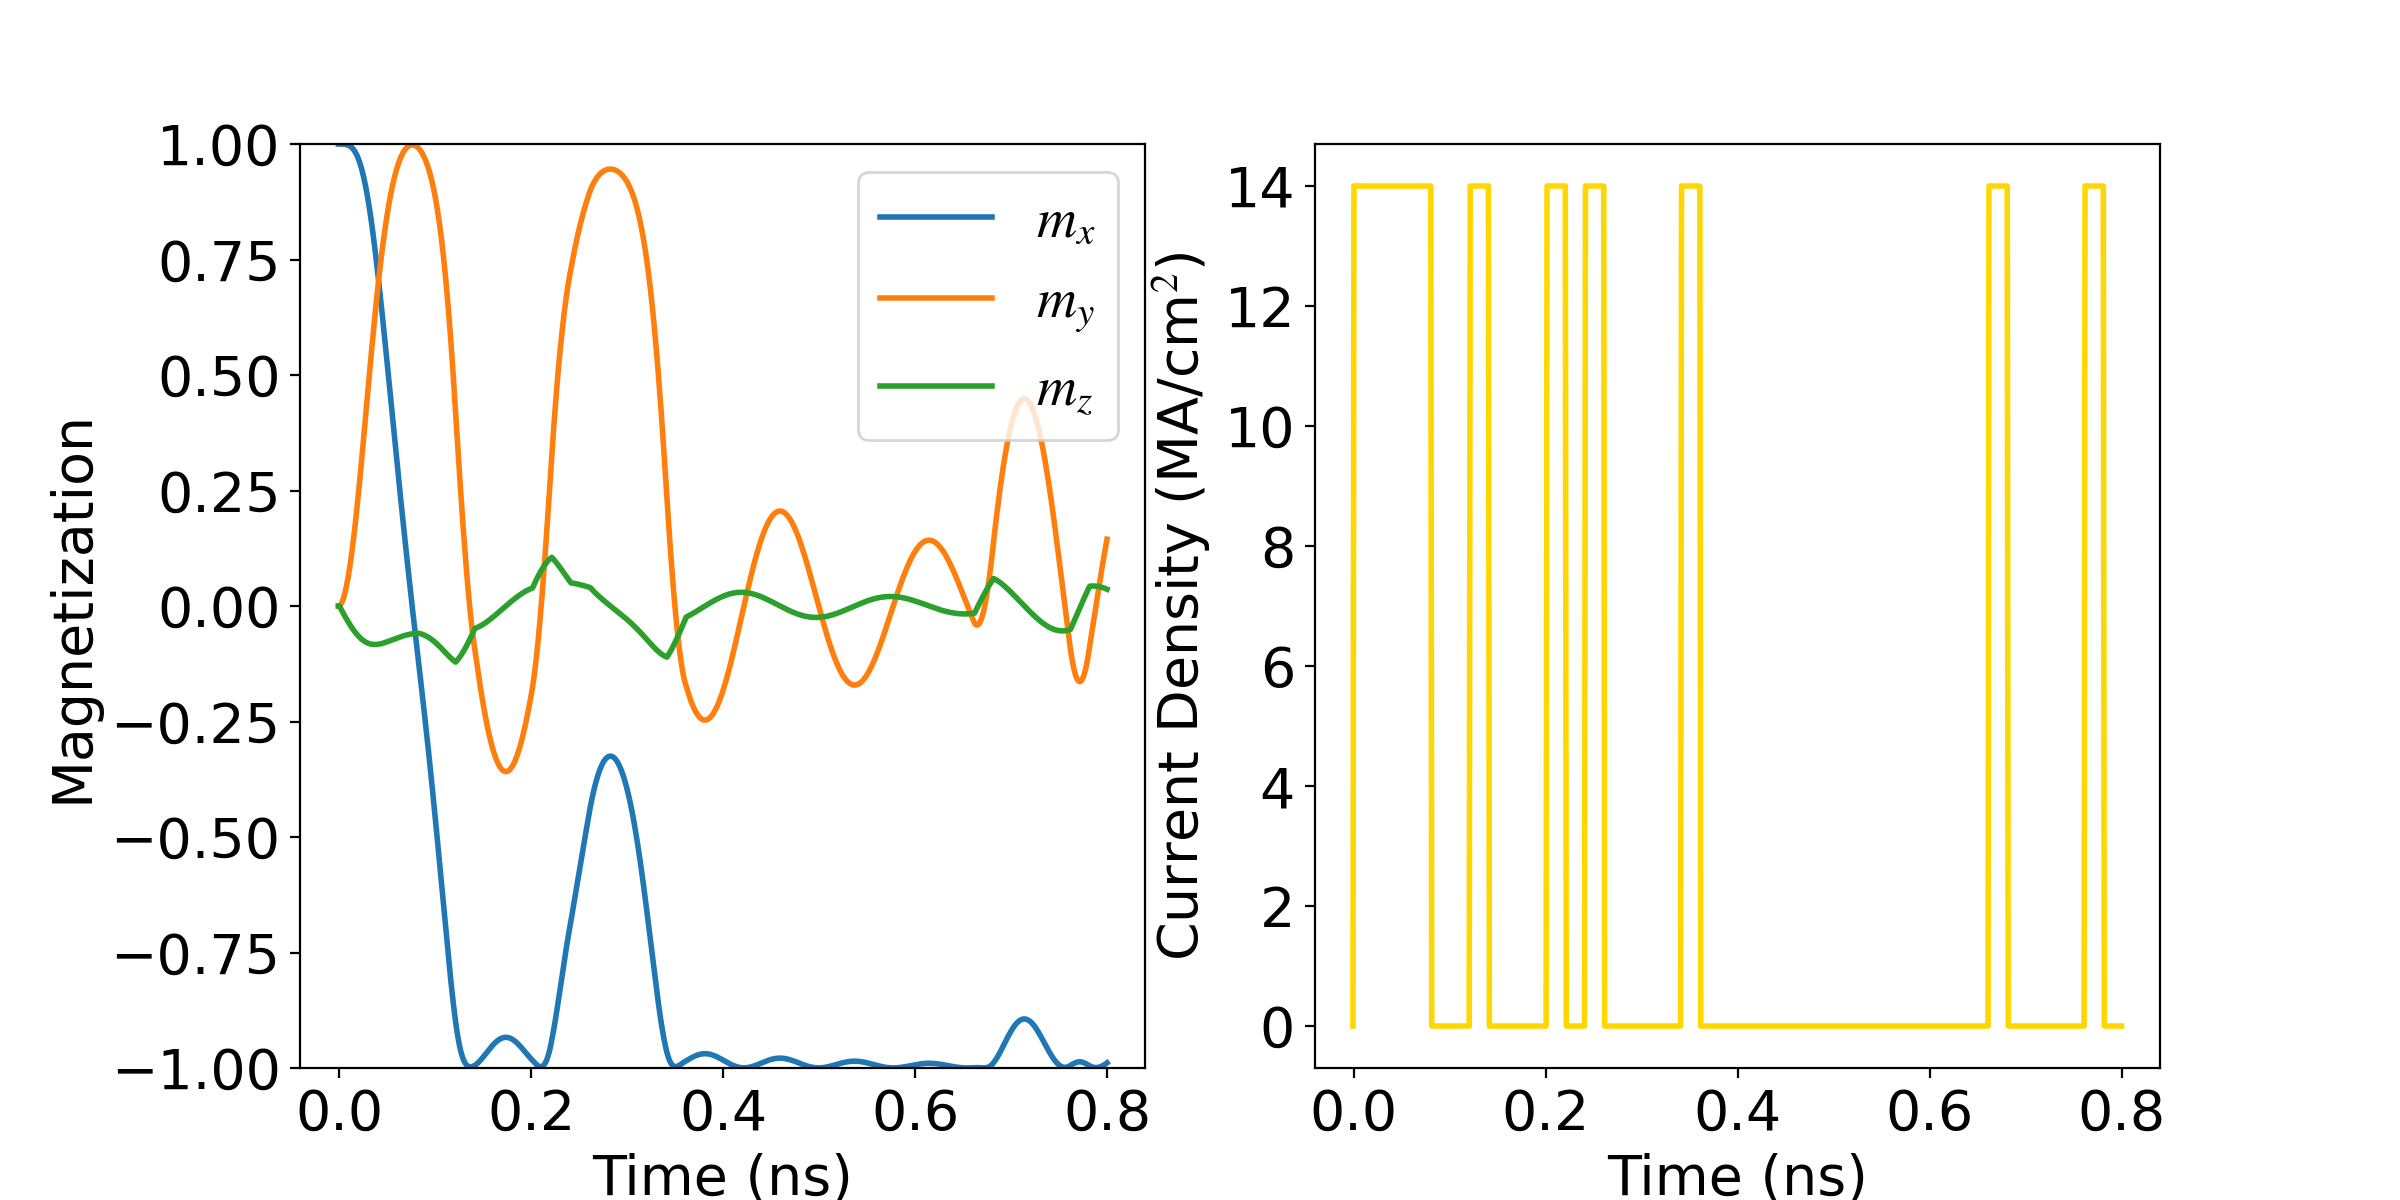 Magnetization
1.00
0.75
0.50
0.25
0.00
−0.25
−0.50
−0.75
−1.00
0.0 0.2 0.4 0.6 0.8
Time (ns)
mₓ
m_y
m_z
Current Density (MA/cm²)
14
12
10
8
6
4
2
0
0.0 0.2 0.4 0.6 0.8
Time (ns)